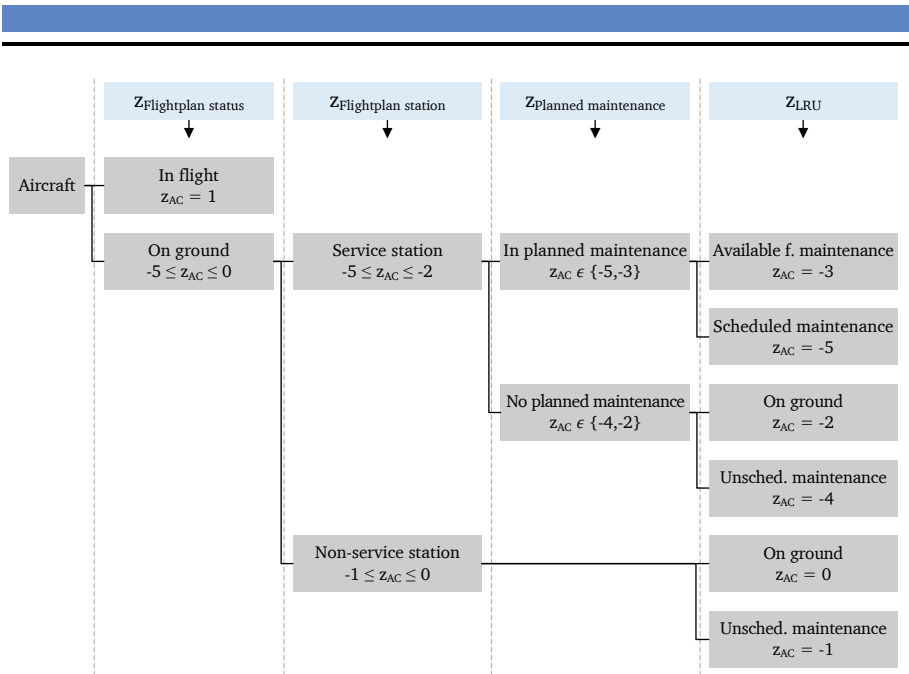 zFlightplan status
zFlightplan station
zPlanned maintenance
zLRU
Aircraft
In flight
zAC = 1
On ground
-5 ≤ zAC ≤ 0
Service station
-5 ≤ zAC ≤ -2
In planned maintenance
zAC ϵ {-5,-3}
Available f. maintenance
zAC = -3
Scheduled maintenance
zAC = -5
No planned maintenance
zAC ϵ {-4,-2}
On ground
zAC = -2
Unsched. maintenance
zAC = -4
Non-service station
-1 ≤ zAC ≤ 0
On ground
zAC = 0
Unsched. maintenance
zAC = -1